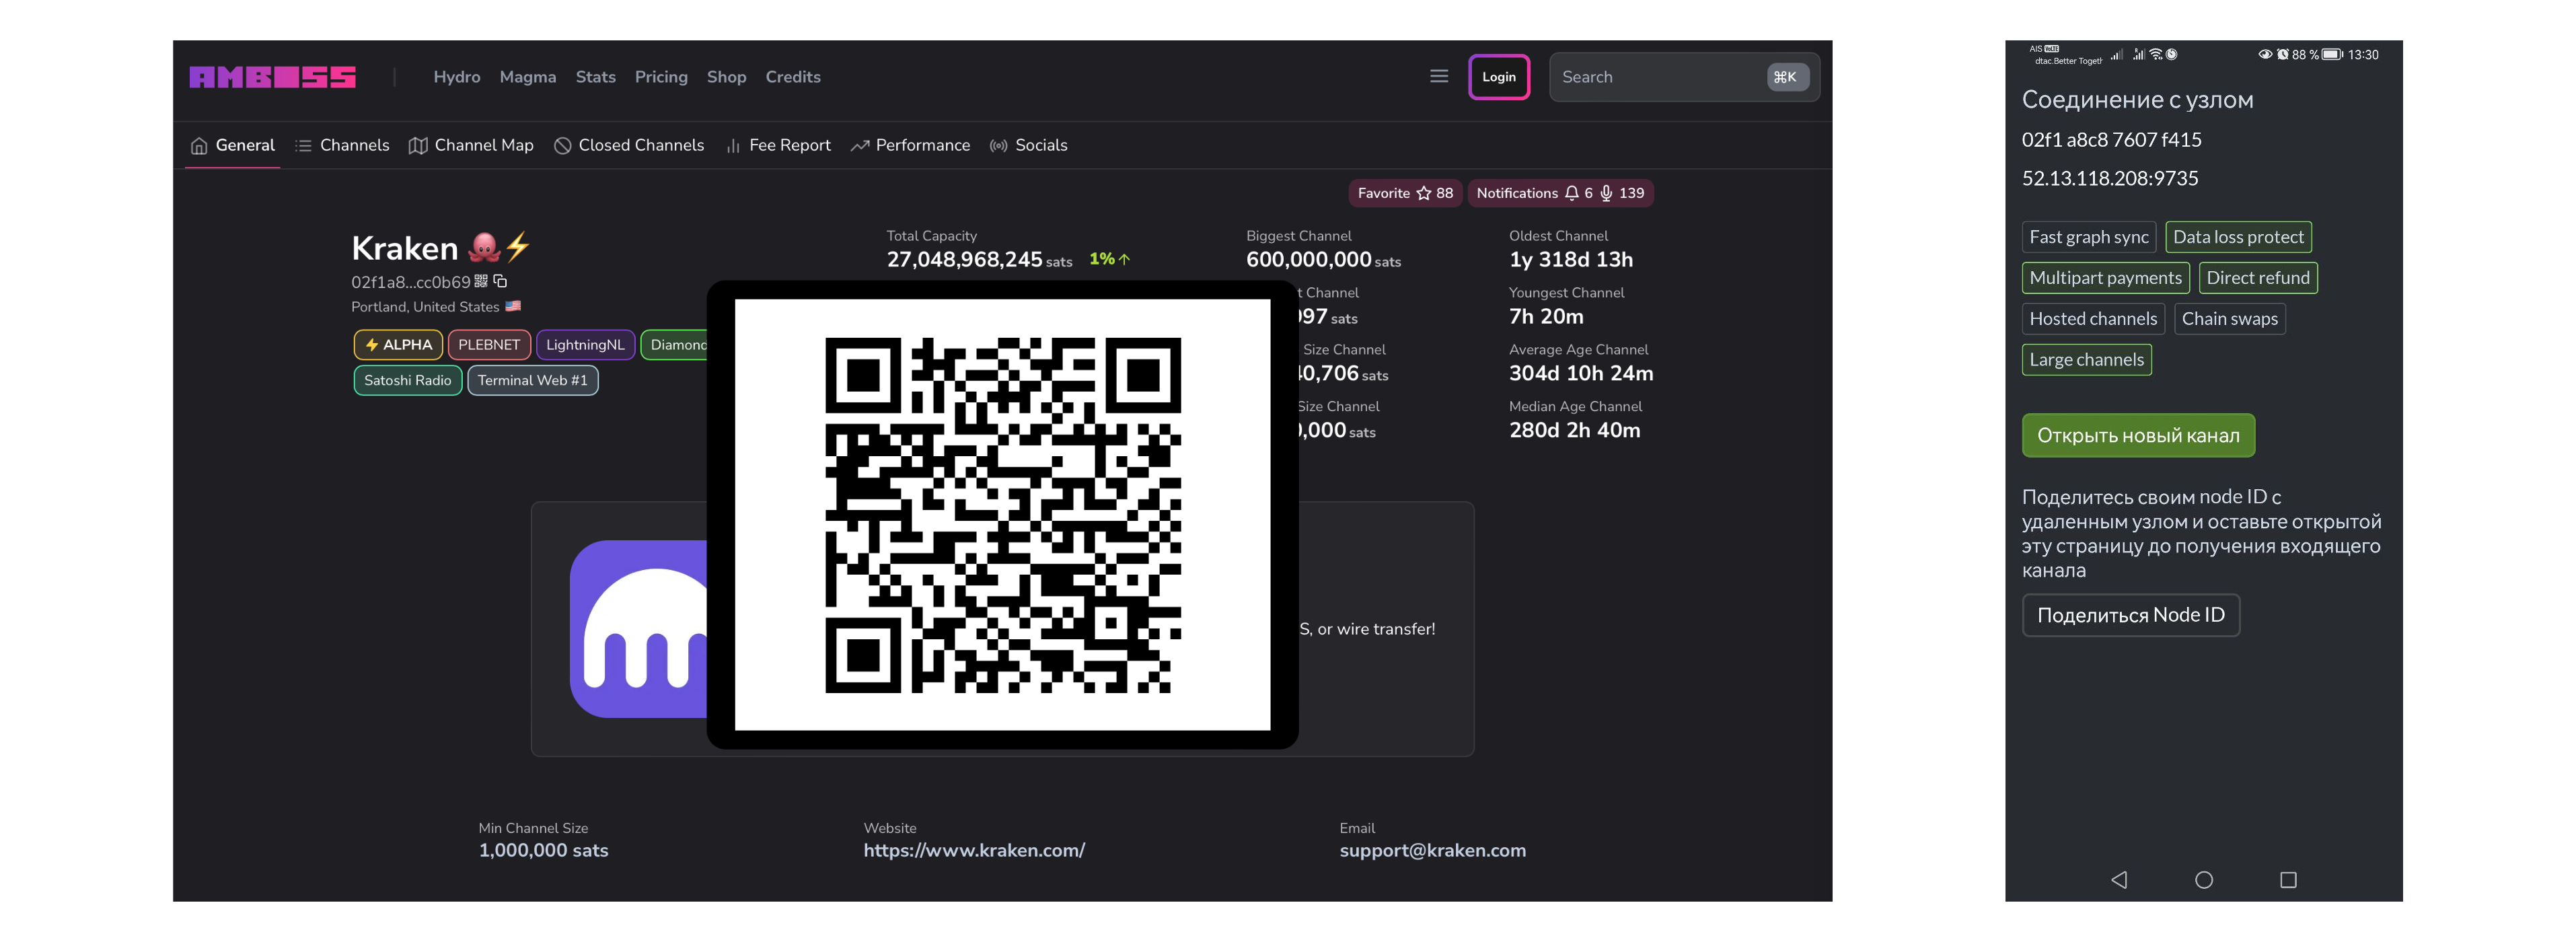 AMBOSS
Hydro Magma Stats Pricing Shop Credits
Login
Search
⌘K
General Channels Channel Map Closed Channels Fee Report Performance Socials
Favorite 88
Notifications 6 139
Kraken 🐙⚡
02f1a8...cc0b69
Portland, United States 🇺🇸
ALPHA PLEBNET LightningNL Diamond
Satoshi Radio Terminal Web #1
Total Capacity
27,048,968,245 sats 1%
Biggest Channel
600,000,000 sats
Oldest Channel
1y 318d 13h
Channel
sats
Youngest Channel
7h 20m
Size Channel
40,706 sats
Average Age Channel
304d 10h 24m
Size Channel
,000 sats
Median Age Channel
280d 2h 40m
S, or wire transfer!
Min Channel Size
1,000,000 sats
Website
https://www.kraken.com/
Email
support@kraken.com
AIS
dtac.Better Togeth
88 % 13:30
Соединение с узлом
02f1 a8c8 7607 f415
52.13.118.208:9735
Fast graph sync Data loss protect
Multipart payments Direct refund
Hosted channels Chain swaps
Large channels
Открыть новый канал
Поделитесь своим node ID с
удаленным узлом и оставьте открытой
эту страницу до получения входящего
канала
Поделиться Node ID